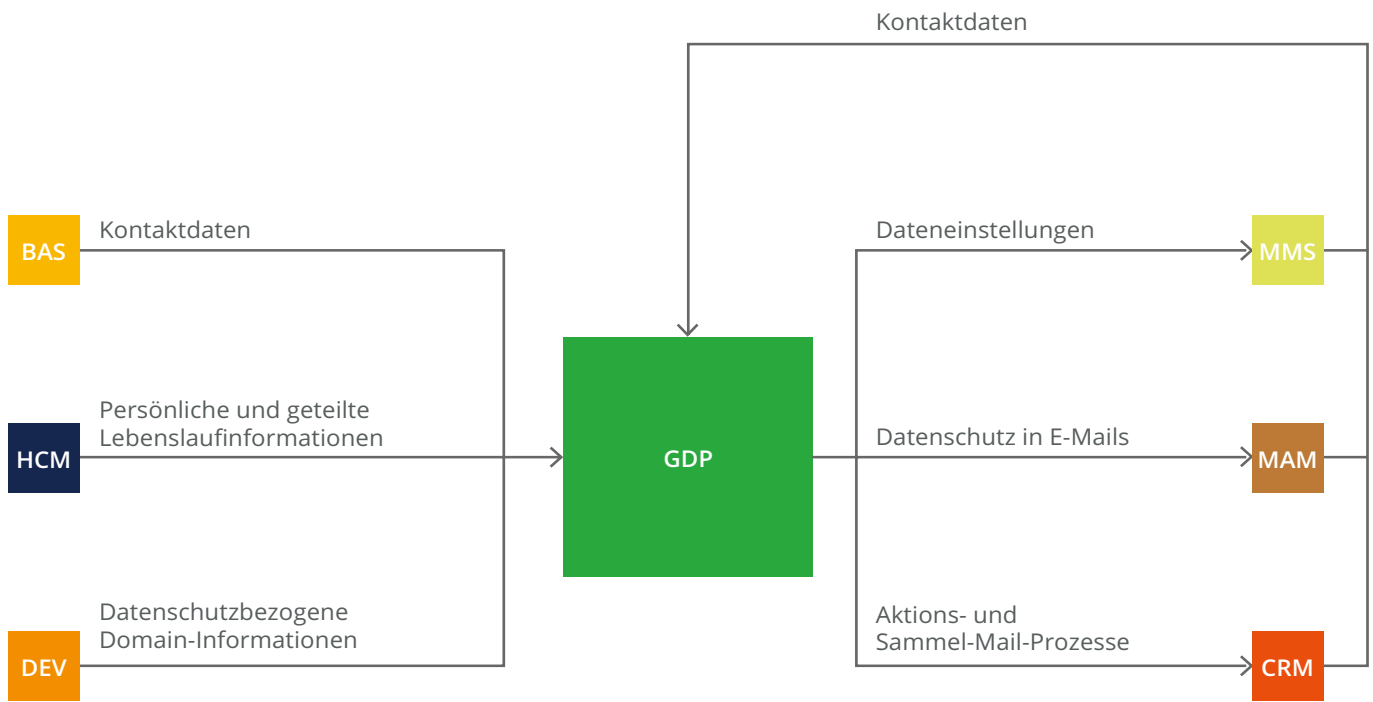 Kontaktdaten
BAS
Kontaktdaten
Dateneinstellungen
MMS
Persönliche und geteilte
Lebenslaufinformationen
HCM
GDP
Datenschutz in E-Mails
MAM
Datenschutzbezogene
Domain-Informationen
DEV
Aktions- und
Sammel-Mail-Prozesse
CRM